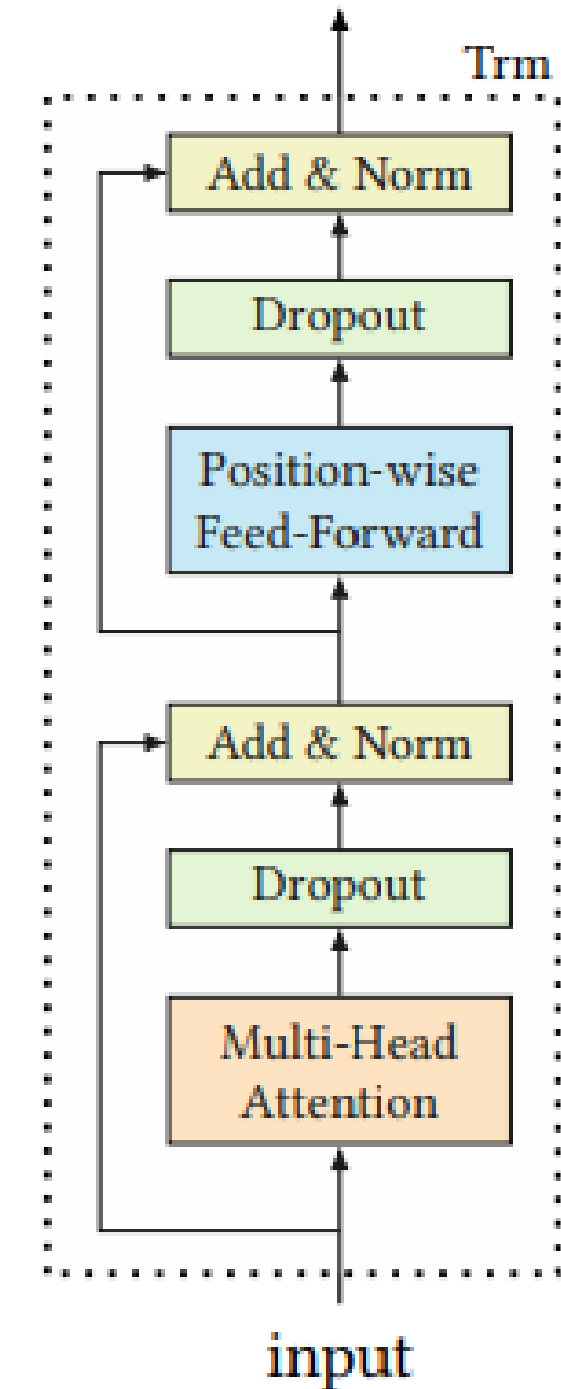 Trm
Add & Norm
Dropout
Position-wise
Feed-Forward
Add & Norm
Dropout
Multi-Head
Attention
input